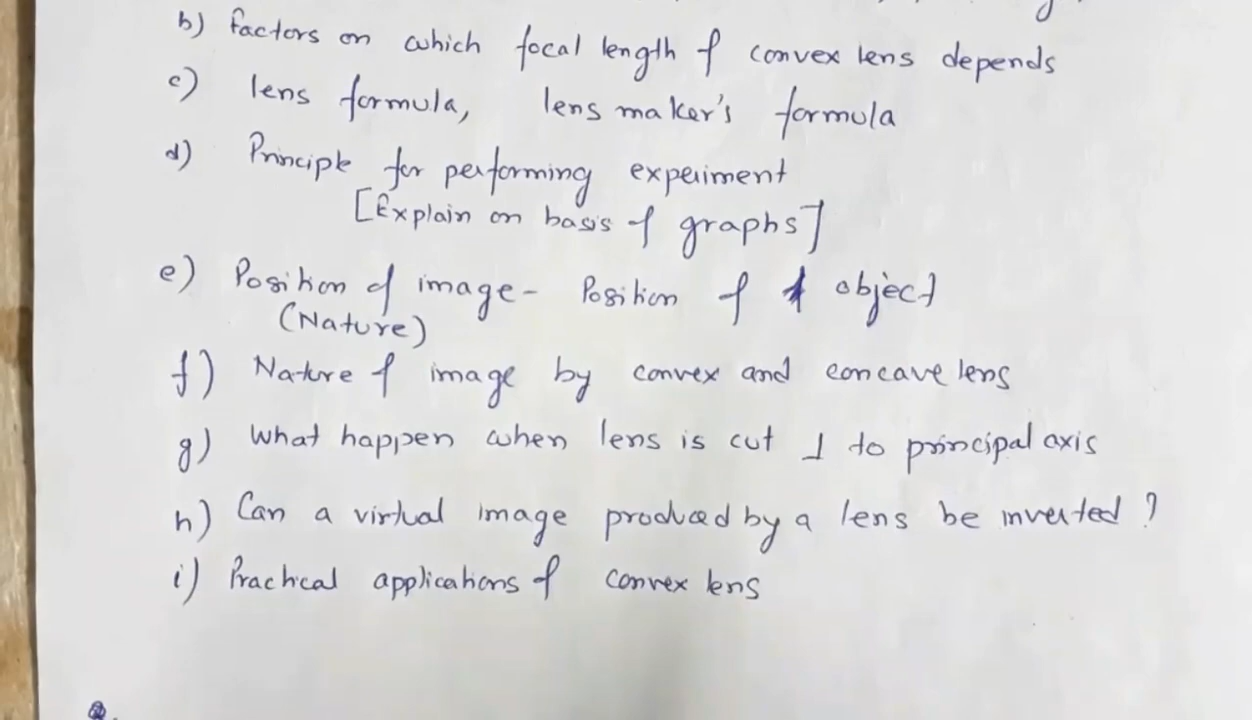 b) Factors on which focal length of convex lens depends
c) lens formula, lens maker's formula
d) Principle for performing experiment
[Explain on basis of graphs]
e) Position of image - Position of object
(Nature)
f) Nature of image by convex and concave lens
g) What happen when lens is cut ⊥ to principal axis
h) Can a virtual image produced by a lens be inverted ?
i) Practical applications of convex lens